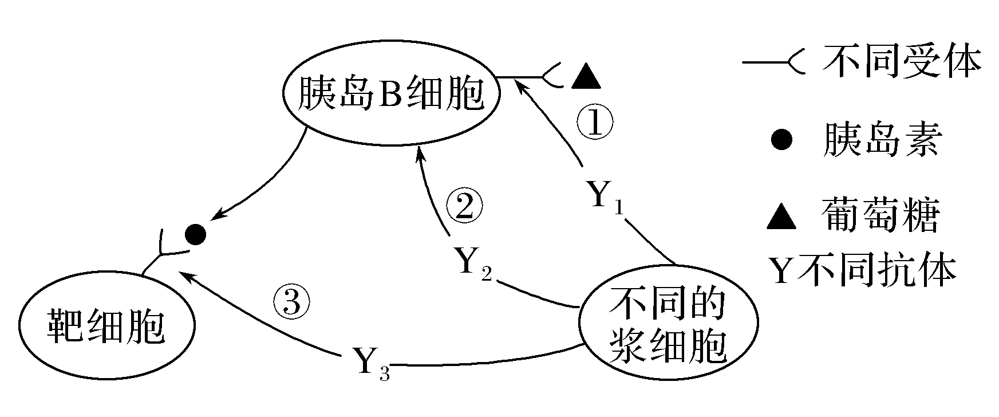 胰岛B细胞
①
②
③
Y₁
Y₂
Y₃
靶细胞
不同的
浆细胞
不同受体
胰岛素
葡萄糖
Y不同抗体